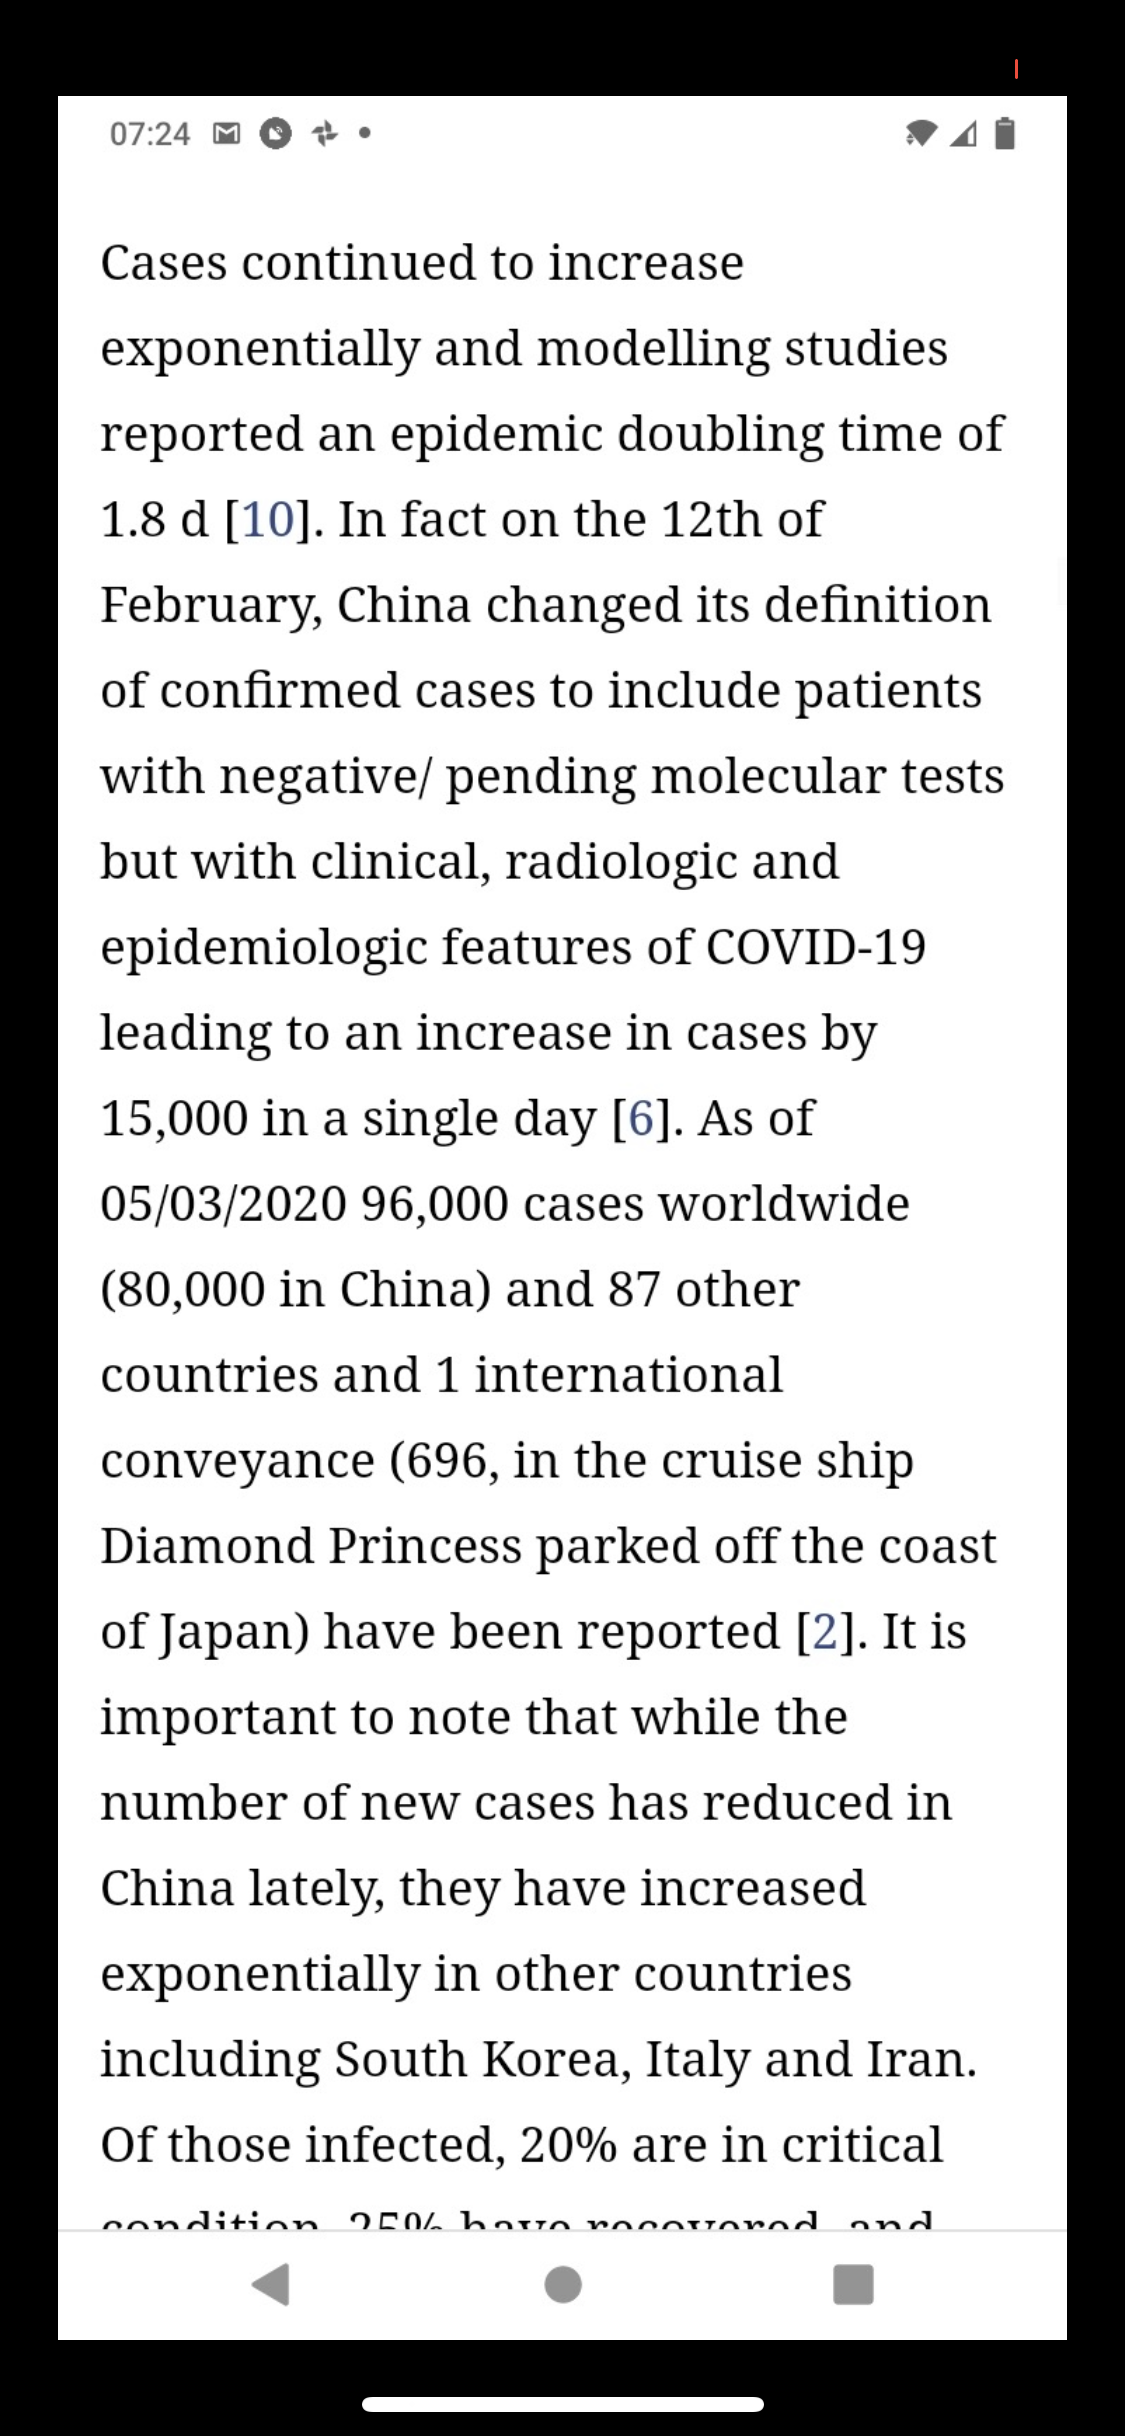 07:24
Cases continued to increase
exponentially and modelling studies
reported an epidemic doubling time of
1.8 d [10]. In fact on the 12th of
February, China changed its definition
of confirmed cases to include patients
with negative/ pending molecular tests
but with clinical, radiologic and
epidemiologic features of COVID-19
leading to an increase in cases by
15,000 in a single day [6]. As of
05/03/2020 96,000 cases worldwide
(80,000 in China) and 87 other
countries and 1 international
conveyance (696, in the cruise ship
Diamond Princess parked off the coast
of Japan) have been reported [2]. It is
important to note that while the
number of new cases has reduced in
China lately, they have increased
exponentially in other countries
including South Korea, Italy and Iran.
Of those infected, 20% are in critical
condition, 25% have recovered, and